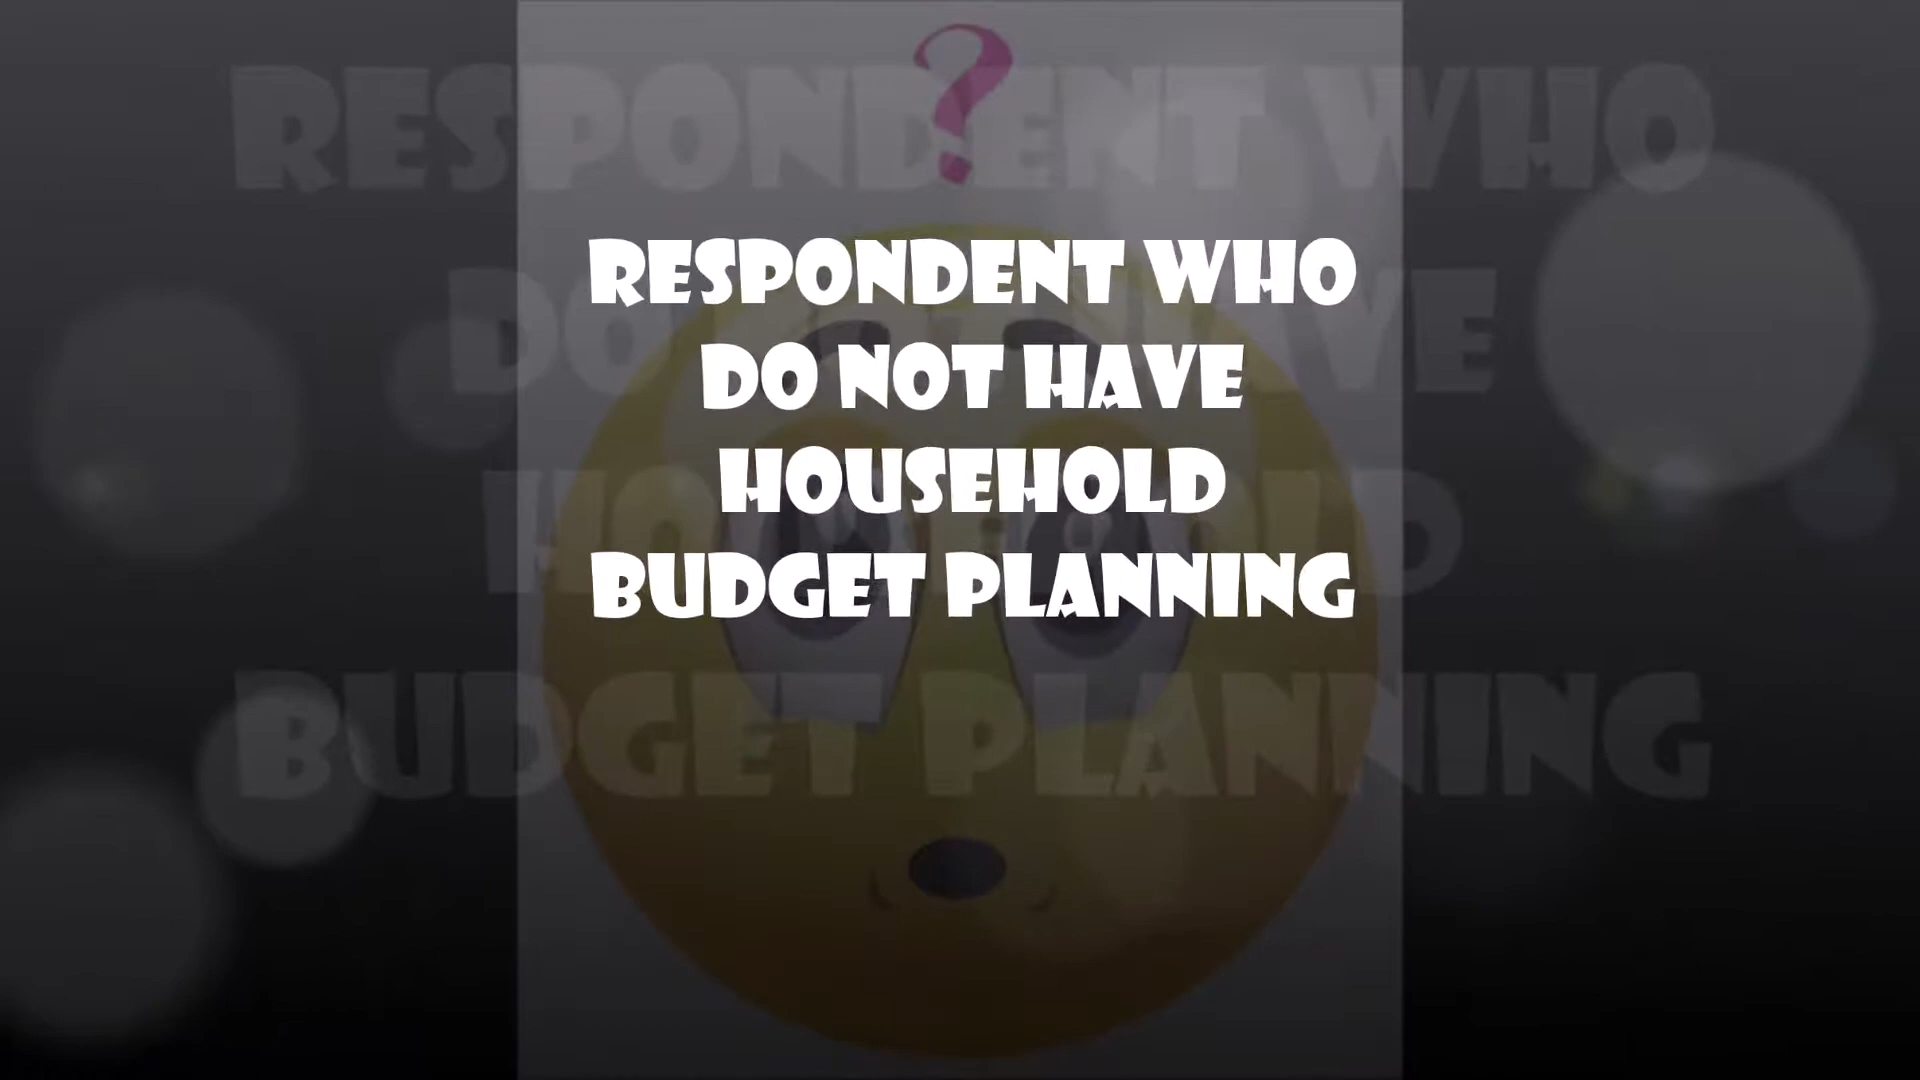 ?
RESPONDENT WHO
DO NOT HAVE
HOUSEHOLD
BUDGET PLANNING